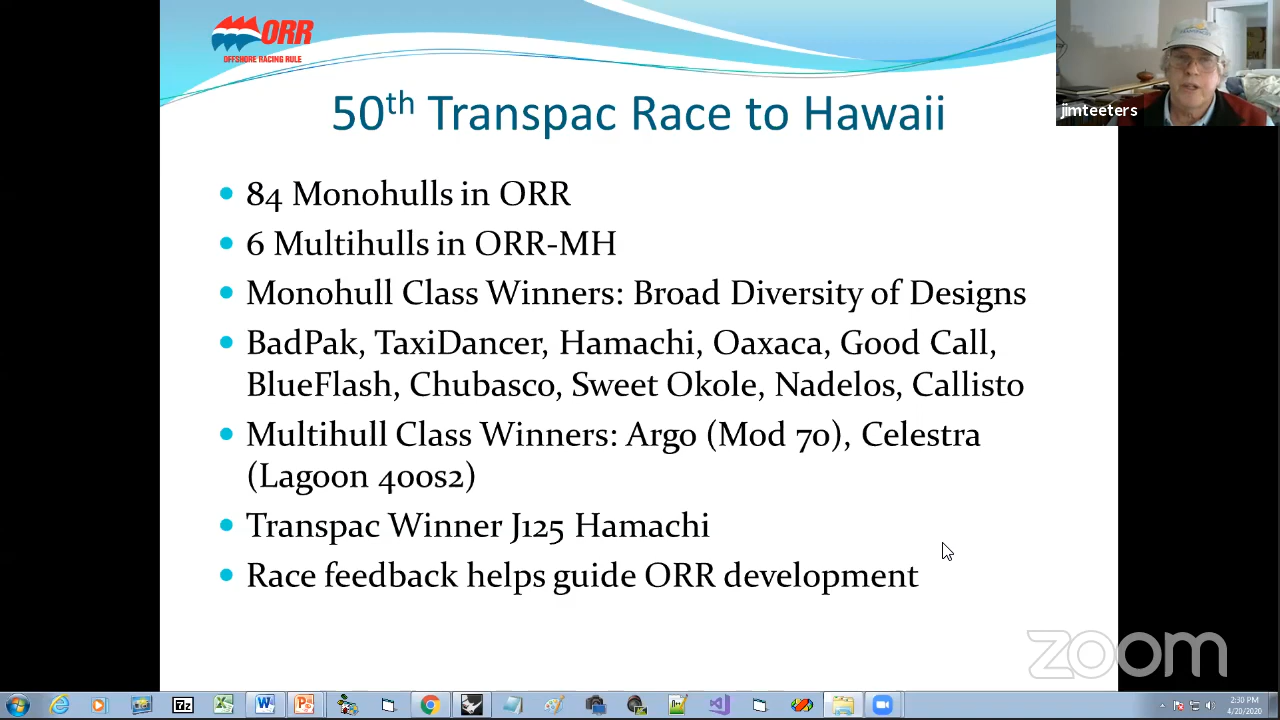 ORR
OFFSHORE RACING RULE
jimteeters
50th Transpac Race to Hawaii
84 Monohulls in ORR
6 Multihulls in ORR-MH
Monohull Class Winners: Broad Diversity of Designs
BadPak, TaxiDancer, Hamachi, Oaxaca, Good Call,
BlueFlash, Chubasco, Sweet Okole, Nadelos, Callisto
Multihull Class Winners: Argo (Mod 70), Celestra
(Lagoon 400s2)
Transpac Winner J125 Hamachi
Race feedback helps guide ORR development
zoom
7z
2:30 PM
4/20/2020